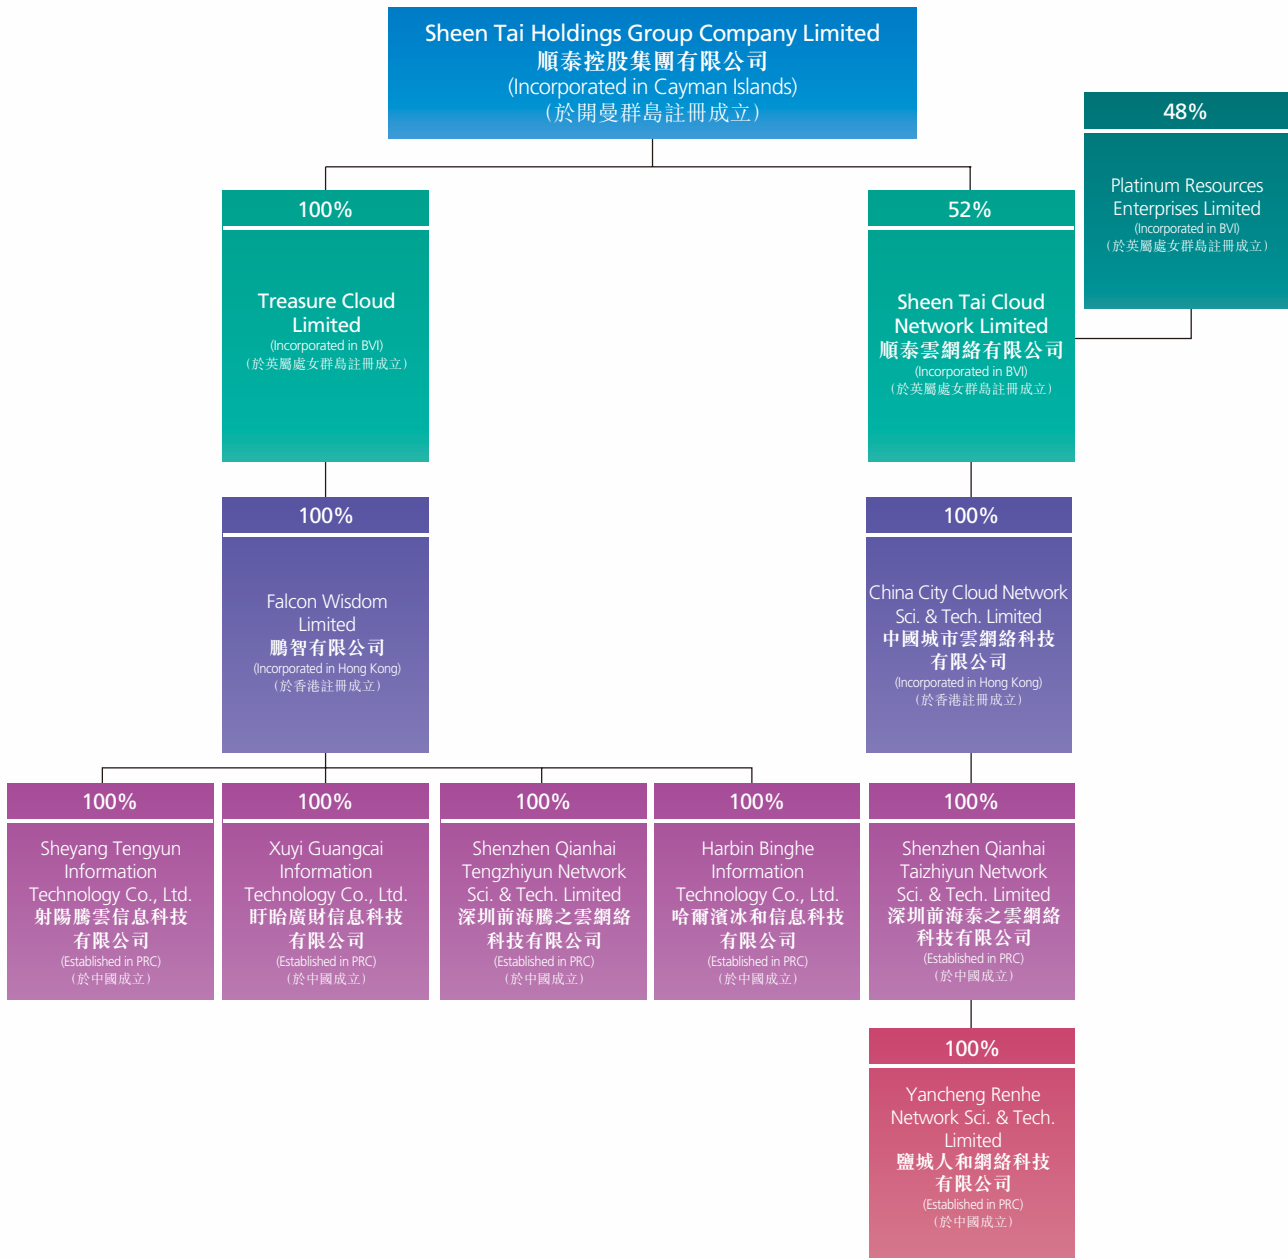 Sheen Tai Holdings Group Company Limited
順泰控股集團有限公司
(Incorporated in Cayman Islands)
(於開曼群島註冊成立)
48%
Platinum Resources
Enterprises Limited
(Incorporated in BVI)
(於英屬處女群島註冊成立)
100%
Treasure Cloud
Limited
(Incorporated in BVI)
(於英屬處女群島註冊成立)
52%
Sheen Tai Cloud
Network Limited
順泰雲網絡有限公司
(Incorporated in BVI)
(於英屬處女群島註冊成立)
100%
Falcon Wisdom
Limited
鵬智有限公司
(Incorporated in Hong Kong)
(於香港註冊成立)
100%
China City Cloud Network
Sci. & Tech. Limited
中國城市雲網絡科技
有限公司
(Incorporated in Hong Kong)
(於香港註冊成立)
100%
Sheyang Tengyun
Information
Technology Co., Ltd.
射陽騰雲信息科技
有限公司
(Established in PRC)
(於中國成立)
100%
Xuyi Guangcai
Information
Technology Co., Ltd.
盱眙廣財信息科技
有限公司
(Established in PRC)
(於中國成立)
100%
Shenzhen Qianhai
Tengzhiyun Network
Sci. & Tech. Limited
深圳前海騰之雲網絡
科技有限公司
(Established in PRC)
(於中國成立)
100%
Harbin Binghe
Information
Technology Co., Ltd.
哈爾濱冰和信息科技
有限公司
(Established in PRC)
(於中國成立)
100%
Shenzhen Qianhai
Taizhiyun Network
Sci. & Tech. Limited
深圳前海泰之雲網絡
科技有限公司
(Established in PRC)
(於中國成立)
100%
Yancheng Renhe
Network Sci. & Tech.
Limited
鹽城人和網絡科技
有限公司
(Established in PRC)
(於中國成立)